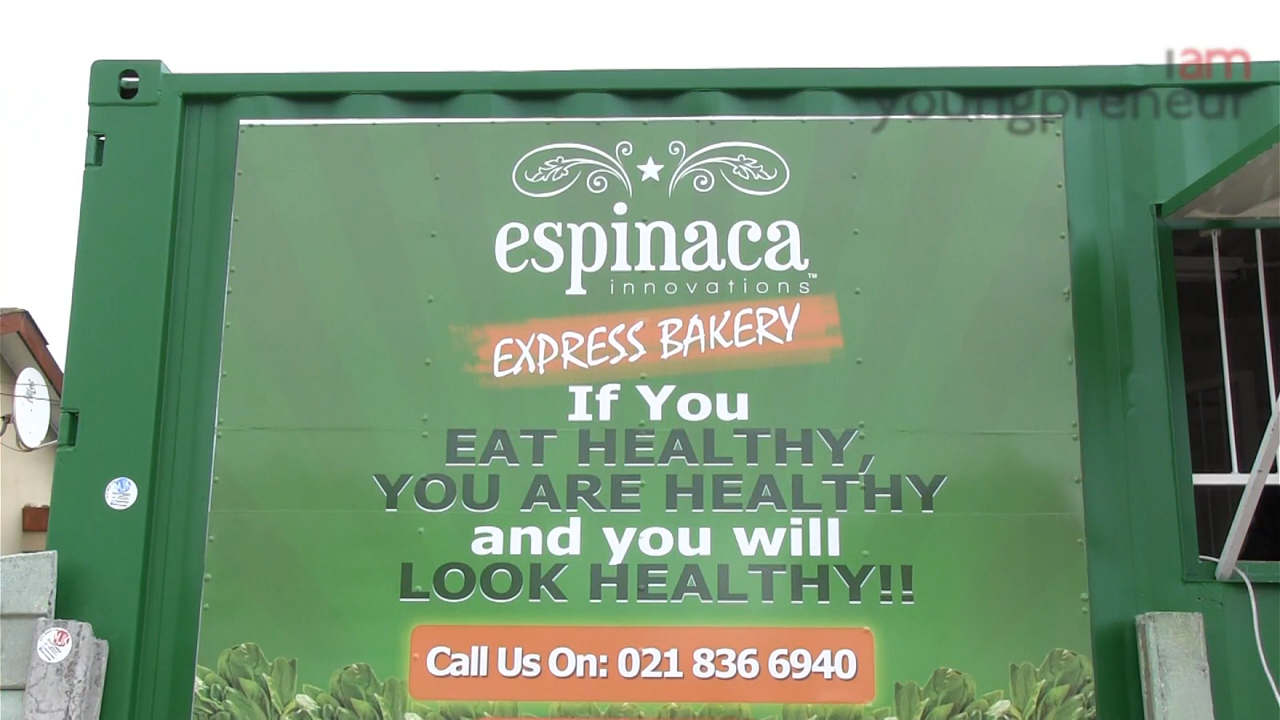 iam
youngpreneur
espinaca
innovations™
EXPRESS BAKERY
If You
EAT HEALTHY,
YOU ARE HEALTHY
and you will
LOOK HEALTHY!!
Call Us On: 021 836 6940